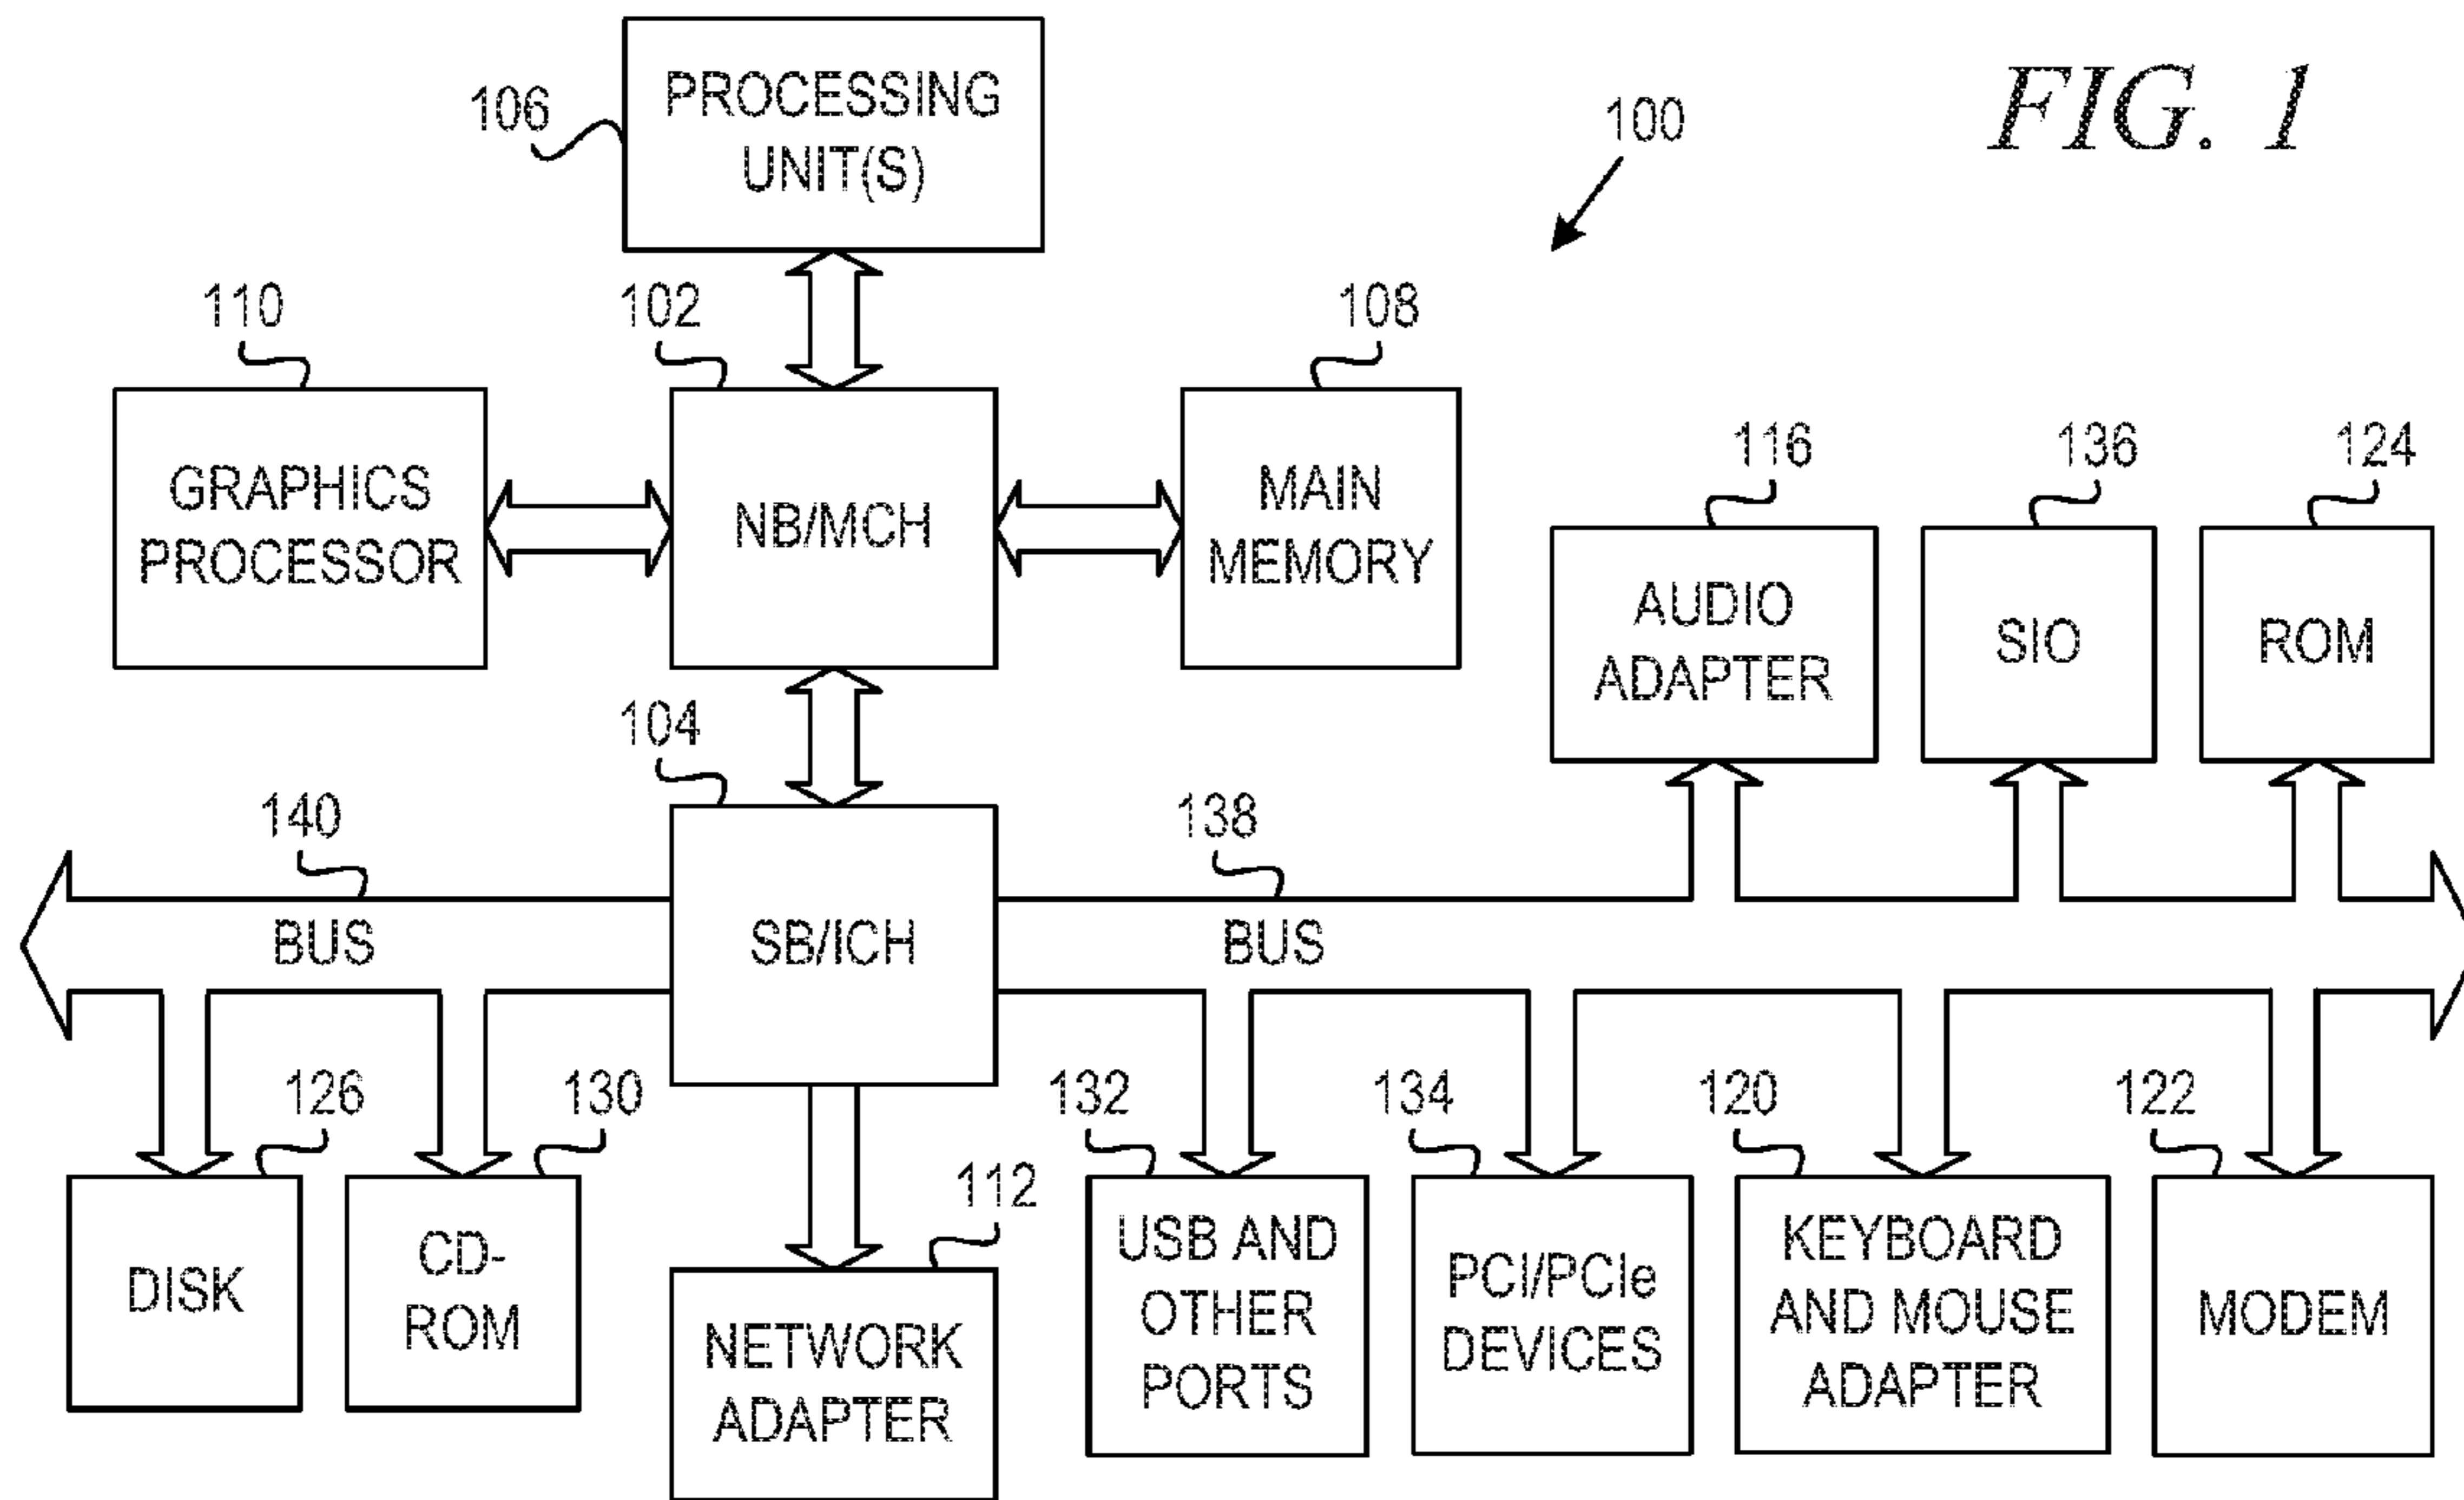 FIG. 1
100
106
PROCESSING
UNIT(S)
110
102
108
GRAPHICS
PROCESSOR
NB/MCH
MAIN
MEMORY
116
136
124
AUDIO
ADAPTER
SIO
ROM
104
140
138
BUS
SB/ICH
BUS
126
130
112
132
134
120
122
DISK
CD-
ROM
NETWORK
ADAPTER
USB AND
OTHER
PORTS
PCI/PCIe
DEVICES
KEYBOARD
AND MOUSE
ADAPTER
MODEM